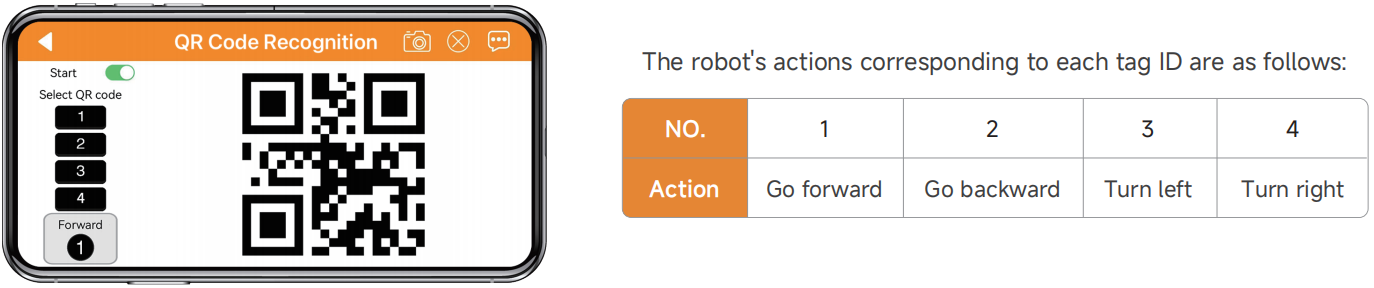 QR Code Recognition
Start
Select QR code
1
2
3
4
Forward
1
The robot's actions corresponding to each tag ID are as follows:
NO. 1 2 3 4
Action Go forward Go backward Turn left Turn right